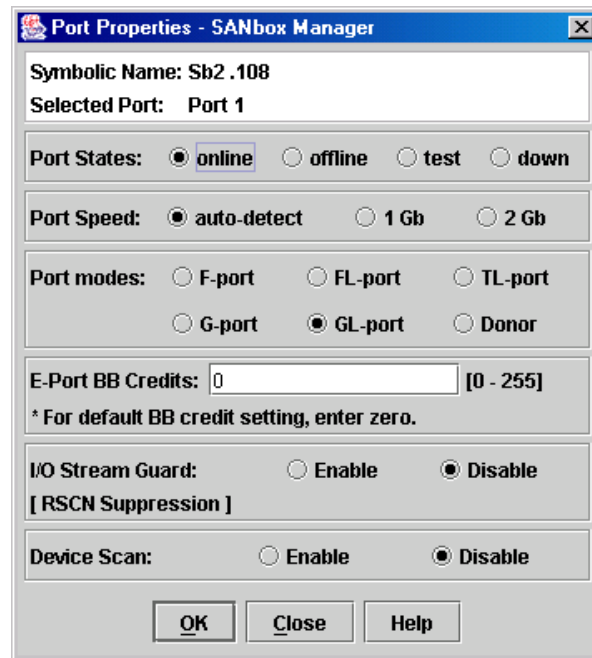 Port Properties - SANbox Manager
Symbolic Name: Sb2 .108
Selected Port: Port 1
Port States: online offline test down
Port Speed: auto-detect 1 Gb 2 Gb
Port modes: F-port FL-port TL-port
G-port GL-port Donor
E-Port BB Credits: 0 [0 - 255]
* For default BB credit setting, enter zero.
I/O Stream Guard: Enable Disable
[ RSCN Suppression ]
Device Scan: Enable Disable
OK Close Help